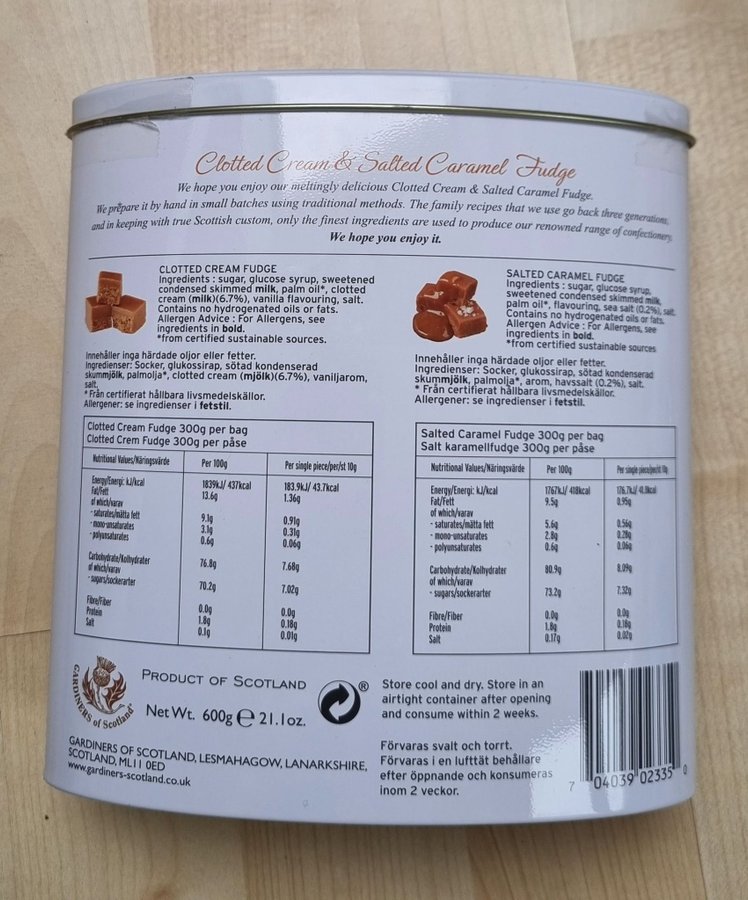 Clotted Cream & Salted Caramel Fudge
We hope you enjoy our meltingly delicious Clotted Cream & Salted Caramel Fudge.
We prepare it by hand in small batches using traditional methods. The family recipes that we use go back three generations,
and in keeping with true Scottish custom, only the finest ingredients are used to produce our renowned range of confectionery.
We hope you enjoy it.
CLOTTED CREAM FUDGE
Ingredients : sugar, glucose syrup, sweetened
condensed skimmed milk, palm oil*, clotted
cream (milk)(6.7%), vanilla flavouring, salt.
Contains no hydrogenated oils or fats.
Allergen Advice : For Allergens, see
ingredients in bold.
*from certified sustainable sources.
Innehåller inga härdade oljor eller fetter.
Ingredienser: Socker, glukossirap, sötad kondenserad
skummjölk, palmolja*, clotted cream (mjölk)(6.7%), vaniljarom,
salt.
* Från certifierat hållbara livsmedelskällor.
Allergener: se ingredienser i fetstil.
SALTED CARAMEL FUDGE
Ingredients : sugar, glucose syrup,
sweetened condensed skimmed milk,
palm oil*, flavouring, sea salt (0.2%), salt.
Contains no hydrogenated oils or fats.
Allergen Advice : For Allergens, see
ingredients in bold.
*from certified sustainable sources
Innehåller inga härdade oljor eller fetter.
Ingredienser: Socker, glukossirap, sötad kondenserad
skummjölk, palmolja*, arom, havssalt (0.2%), salt.
* Från certifierat hållbara livsmedelskällor.
Allergener: se ingredienser i fetstil.
Clotted Cream Fudge 300g per bag
Clotted Crem Fudge 300g per påse
Nutritional Values/Näringsvärde Per 100g Per single piece/per/st 10g
Energy/Energi: kJ/kcal 1839kJ/ 437kcal 183.9kJ/ 43.7kcal
Fat/Fett 13.6g 1.36g
of which/varav
- saturates/mätta fett 9.1g 0.91g
- mono-unsaturates 3.1g 0.31g
- polyunsaturates 0.6g 0.06g
Carbohydrate/Kolhydrater 76.8g 7.68g
of which/varav
- sugars/sockerarter 70.2g 7.02g
Fibre/Fiber 0.0g 0.0g
Protein 1.8g 0.18g
Salt 0.1g 0.01g
Salted Caramel Fudge 300g per bag
Salt karamellfudge 300g per påse
Nutritional Values/Näringsvärde Per 100g Per single piece/per/st 10g
Energy/Energi: kJ/kcal 1767kJ/ 418kcal 176.7kJ/ 41.8kcal
Fat/Fett 9.5g 0.95g
of which/varav
- saturates/mätta fett 5.6g 0.56g
- mono-unsaturates 2.8g 0.28g
- polyunsaturates 0.6g 0.06g
Carbohydrate/Kolhydrater 80.9g 8.09g
of which/varav
- sugars/sockerarter 73.2g 7.32g
Fibre/Fiber 0.0g 0.0g
Protein 1.8g 0.18g
Salt 0.17g 0.02g
GARDINERS of Scotland
PRODUCT OF SCOTLAND
Net Wt. 600g e 21.1oz.
®
GARDINERS OF SCOTLAND, LESMAHAGOW, LANARKSHIRE,
SCOTLAND, ML11 0ED
www.gardiners-scotland.co.uk
Store cool and dry. Store in an
airtight container after opening
and consume within 2 weeks.
Förvaras svalt och torrt.
Förvaras i en lufttät behållare
efter öppnande och konsumeras
inom 2 veckor.
7 04039 02335 0